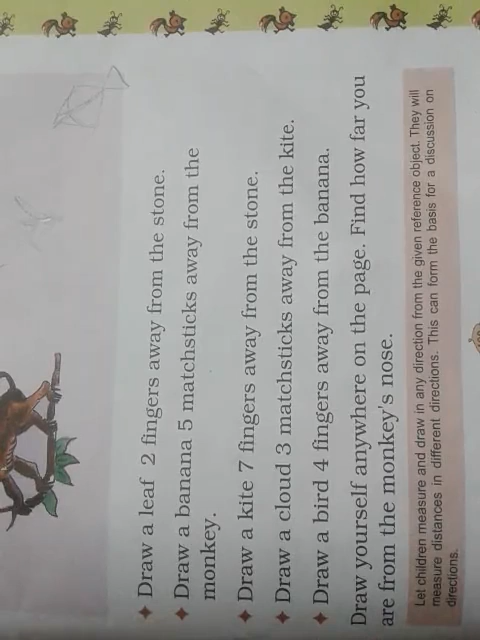 Draw a leaf 2 fingers away from the stone.
Draw a banana 5 matchsticks away from the
monkey.
Draw a kite 7 fingers away from the stone.
Draw a cloud 3 matchsticks away from the kite.
Draw a bird 4 fingers away from the banana.
Draw yourself anywhere on the page. Find how far you
are from the monkey's nose.
Let children measure and draw in any direction from the given reference object. They will
measure distances in different directions. This can form the basis for a discussion on
directions.